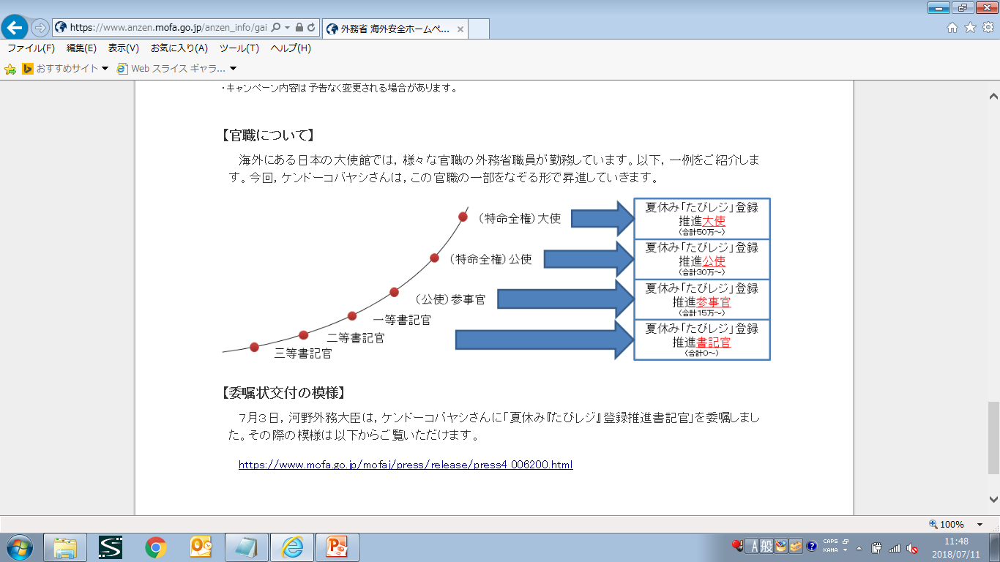 https://www.anzen.mofa.go.jp/anzen_info/gai
外務省 海外安全ホームペ...
ファイル(F) 編集(E) 表示(V) お気に入り(A) ツール(T) ヘルプ(H)
おすすめサイト Web スライス ギャラ...
・キャンペーン内容は予告なく変更される場合があります。
【官職について】
海外にある日本の大使館では，様々な官職の外務省職員が勤務しています。以下，一例をご紹介しま
す。今回，ケンドーコバヤシさんは，この官職の一部をなぞる形で昇進していきます。
（特命全権）大使
夏休み「たびレジ」登録
推進大使
（合計50万～）
（特命全権）公使
夏休み「たびレジ」登録
推進公使
（合計30万～）
（公使）参事官
夏休み「たびレジ」登録
推進参事官
（合計15万～）
一等書記官
二等書記官
三等書記官
夏休み「たびレジ」登録
推進書記官
（合計0～）
【委嘱状交付の模様】
７月３日，河野外務大臣は，ケンドーコバヤシさんに「夏休み『たびレジ』登録推進書記官」を委嘱しまし
た。その際の模様は以下からご覧いただけます。
https://www.mofa.go.jp/mofaj/press/release/press4_006200.html
100%
A 般
CAPS
KANA
11:48
2018/07/11